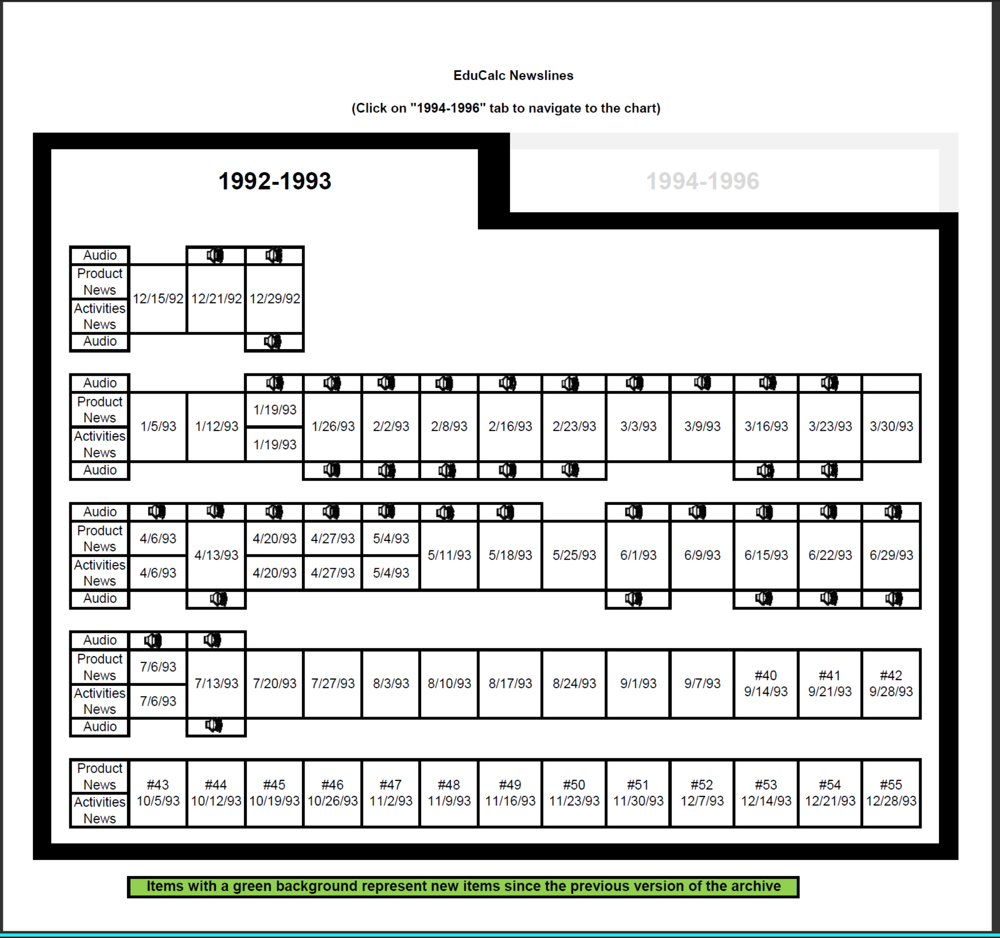 EduCalc Newslines
(Click on "1994-1996" tab to navigate to the chart)
1992-1993
1994-1996
Audio
Product
News
12/15/92 12/21/92 12/29/92
Activities
News
Audio
Audio
Product
News
1/19/93
1/5/93 1/12/93 1/26/93 2/2/93 2/8/93 2/16/93 2/23/93 3/3/93 3/9/93 3/16/93 3/23/93 3/30/93
Activities
News
1/19/93
Audio
Audio
Product
News
4/6/93 4/20/93 4/27/93 5/4/93
4/13/93 5/11/93 5/18/93 5/25/93 6/1/93 6/9/93 6/15/93 6/22/93 6/29/93
Activities
News
4/6/93 4/20/93 4/27/93 5/4/93
Audio
Audio
Product
News
7/6/93
7/13/93 7/20/93 7/27/93 8/3/93 8/10/93 8/17/93 8/24/93 9/1/93 9/7/93
#40 #41 #42
9/14/93 9/21/93 9/28/93
Activities
News
7/6/93
Audio
Product
News
#43 #44 #45 #46 #47 #48 #49 #50 #51 #52 #53 #54 #55
10/5/93 10/12/93 10/19/93 10/26/93 11/2/93 11/9/93 11/16/93 11/23/93 11/30/93 12/7/93 12/14/93 12/21/93 12/28/93
Activities
News
Items with a green background represent new items since the previous version of the archive